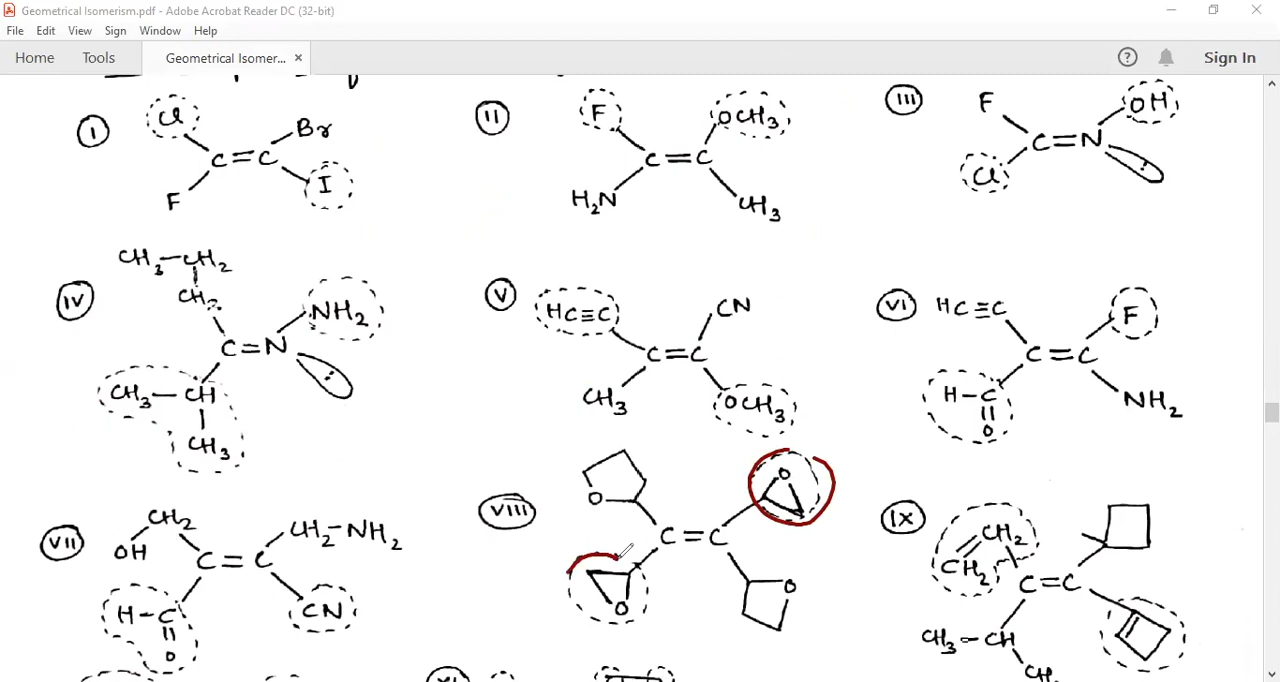 Geometrical Isomerism.pdf - Adobe Acrobat Reader DC (32-bit)
File Edit View Sign Window Help
Home Tools Geometrical Isomer... × Sign In
I
Cl Br
C=C
F I
II
F OCH3
C=C
H2N CH3
III
F OH
C=N
Cl
IV
CH3-CH2
CH2
NH2
C=N
CH3-CH
CH3
V
HC≡C CN
C=C
CH3 OCH3
VI
HC≡C F
C=C
H-C NH2
O
VII
CH2 CH2-NH2
OH
C=C
H-C CN
O
VIII
O O
C=C
O O
IX
CH2
CH2
C=C
CH3-CH
XI